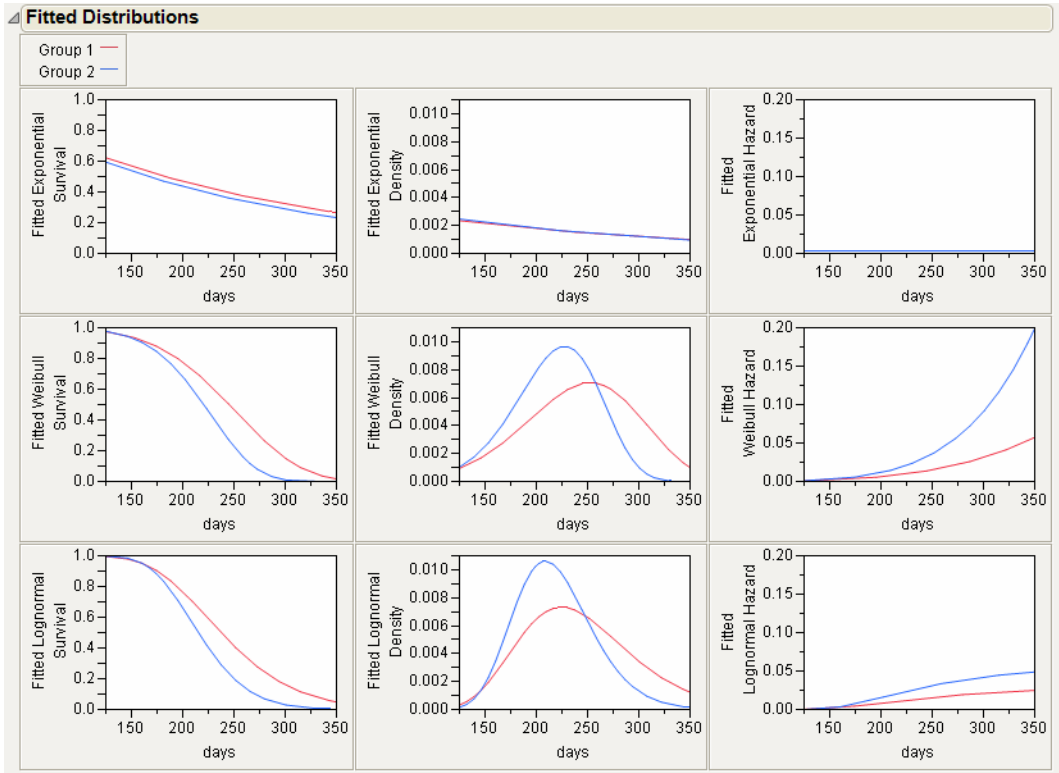 Fitted Distributions
Group 1
Group 2
Fitted Exponential
Survival
1.0
0.8
0.6
0.4
0.2
0.0
150 200 250 300 350
days
Fitted Exponential
Density
0.010
0.008
0.006
0.004
0.002
0.000
150 200 250 300 350
days
Fitted
Exponential Hazard
0.20
0.15
0.10
0.05
0.00
150 200 250 300 350
days
Fitted Weibull
Survival
1.0
0.8
0.6
0.4
0.2
0.0
150 200 250 300 350
days
Fitted Weibull
Density
0.010
0.008
0.006
0.004
0.002
0.000
150 200 250 300 350
days
Fitted
Weibull Hazard
0.20
0.15
0.10
0.05
0.00
150 200 250 300 350
days
Fitted Lognormal
Survival
1.0
0.8
0.6
0.4
0.2
0.0
150 200 250 300 350
days
Fitted Lognormal
Density
0.010
0.008
0.006
0.004
0.002
0.000
150 200 250 300 350
days
Fitted
Lognormal Hazard
0.20
0.15
0.10
0.05
0.00
150 200 250 300 350
days